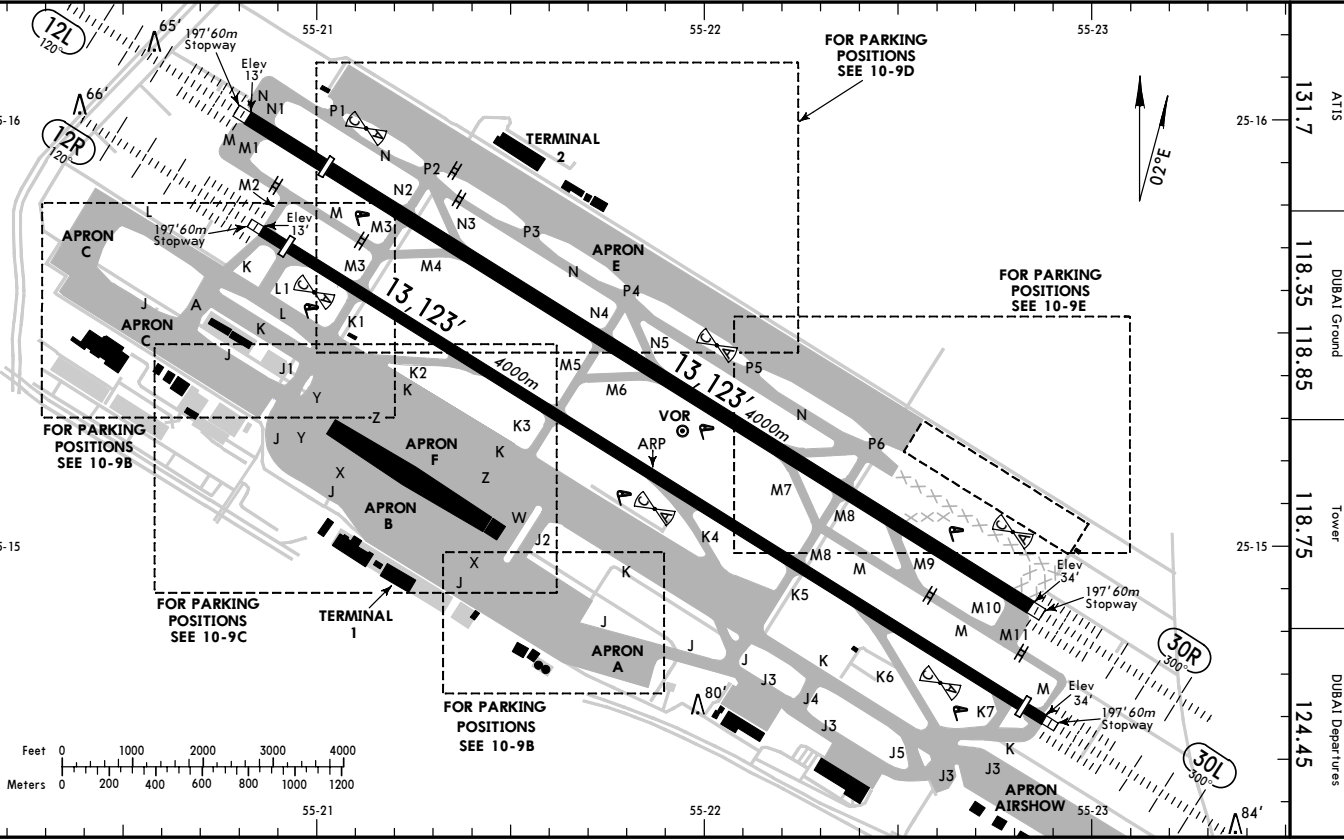 55-21
55-22
55-23
12L
120°
65'
197'60m
Stopway
Elev
13'
66'
12R
120°
5-16
25-16
FOR PARKING
POSITIONS
SEE 10-9D
02°E
N
N1
P1
M
M1
N
TERMINAL
2
P2
M2
N2
L
M
M3
N3
P3
197'60m
Stopway
Elev
13'
APRON
C
APRON
E
K
M3
M4
N
FOR PARKING
POSITIONS
SEE 10-9E
L1
P4
J
A
L
13,123'
N4
APRON
C
K
K1
N5
J
4000m
M5
13,123'
P5
J1
K2
M6
Y
K
4000m
N
Z
VOR
K3
ARP
P6
FOR PARKING
POSITIONS
SEE 10-9B
J
Y
APRON
F
K
X
Z
M7
J
APRON
B
W
M8
5-15
25-15
J2
K4
M8
X
K
M
M9
Elev
34'
J
K5
197'60m
Stopway
FOR PARKING
POSITIONS
SEE 10-9C
TERMINAL
1
J
M10
M
M11
30R
300°
APRON
A
J
J
K
J3
K6
M
Elev
34'
80'
J4
197'60m
Stopway
FOR PARKING
POSITIONS
SEE 10-9B
J3
K7
K
J5
30L
300°
J3
J3
APRON
AIRSHOW
84'
Feet 0 1000 2000 3000 4000
Meters 0 200 400 600 800 1000 1200
55-21
55-22
55-23
ATIS
131.7
DUBAI Ground
118.35 118.85
Tower
118.75
DUBAI Departures
124.45
C
A
C
A
C
A
C
A
C
A
C
A